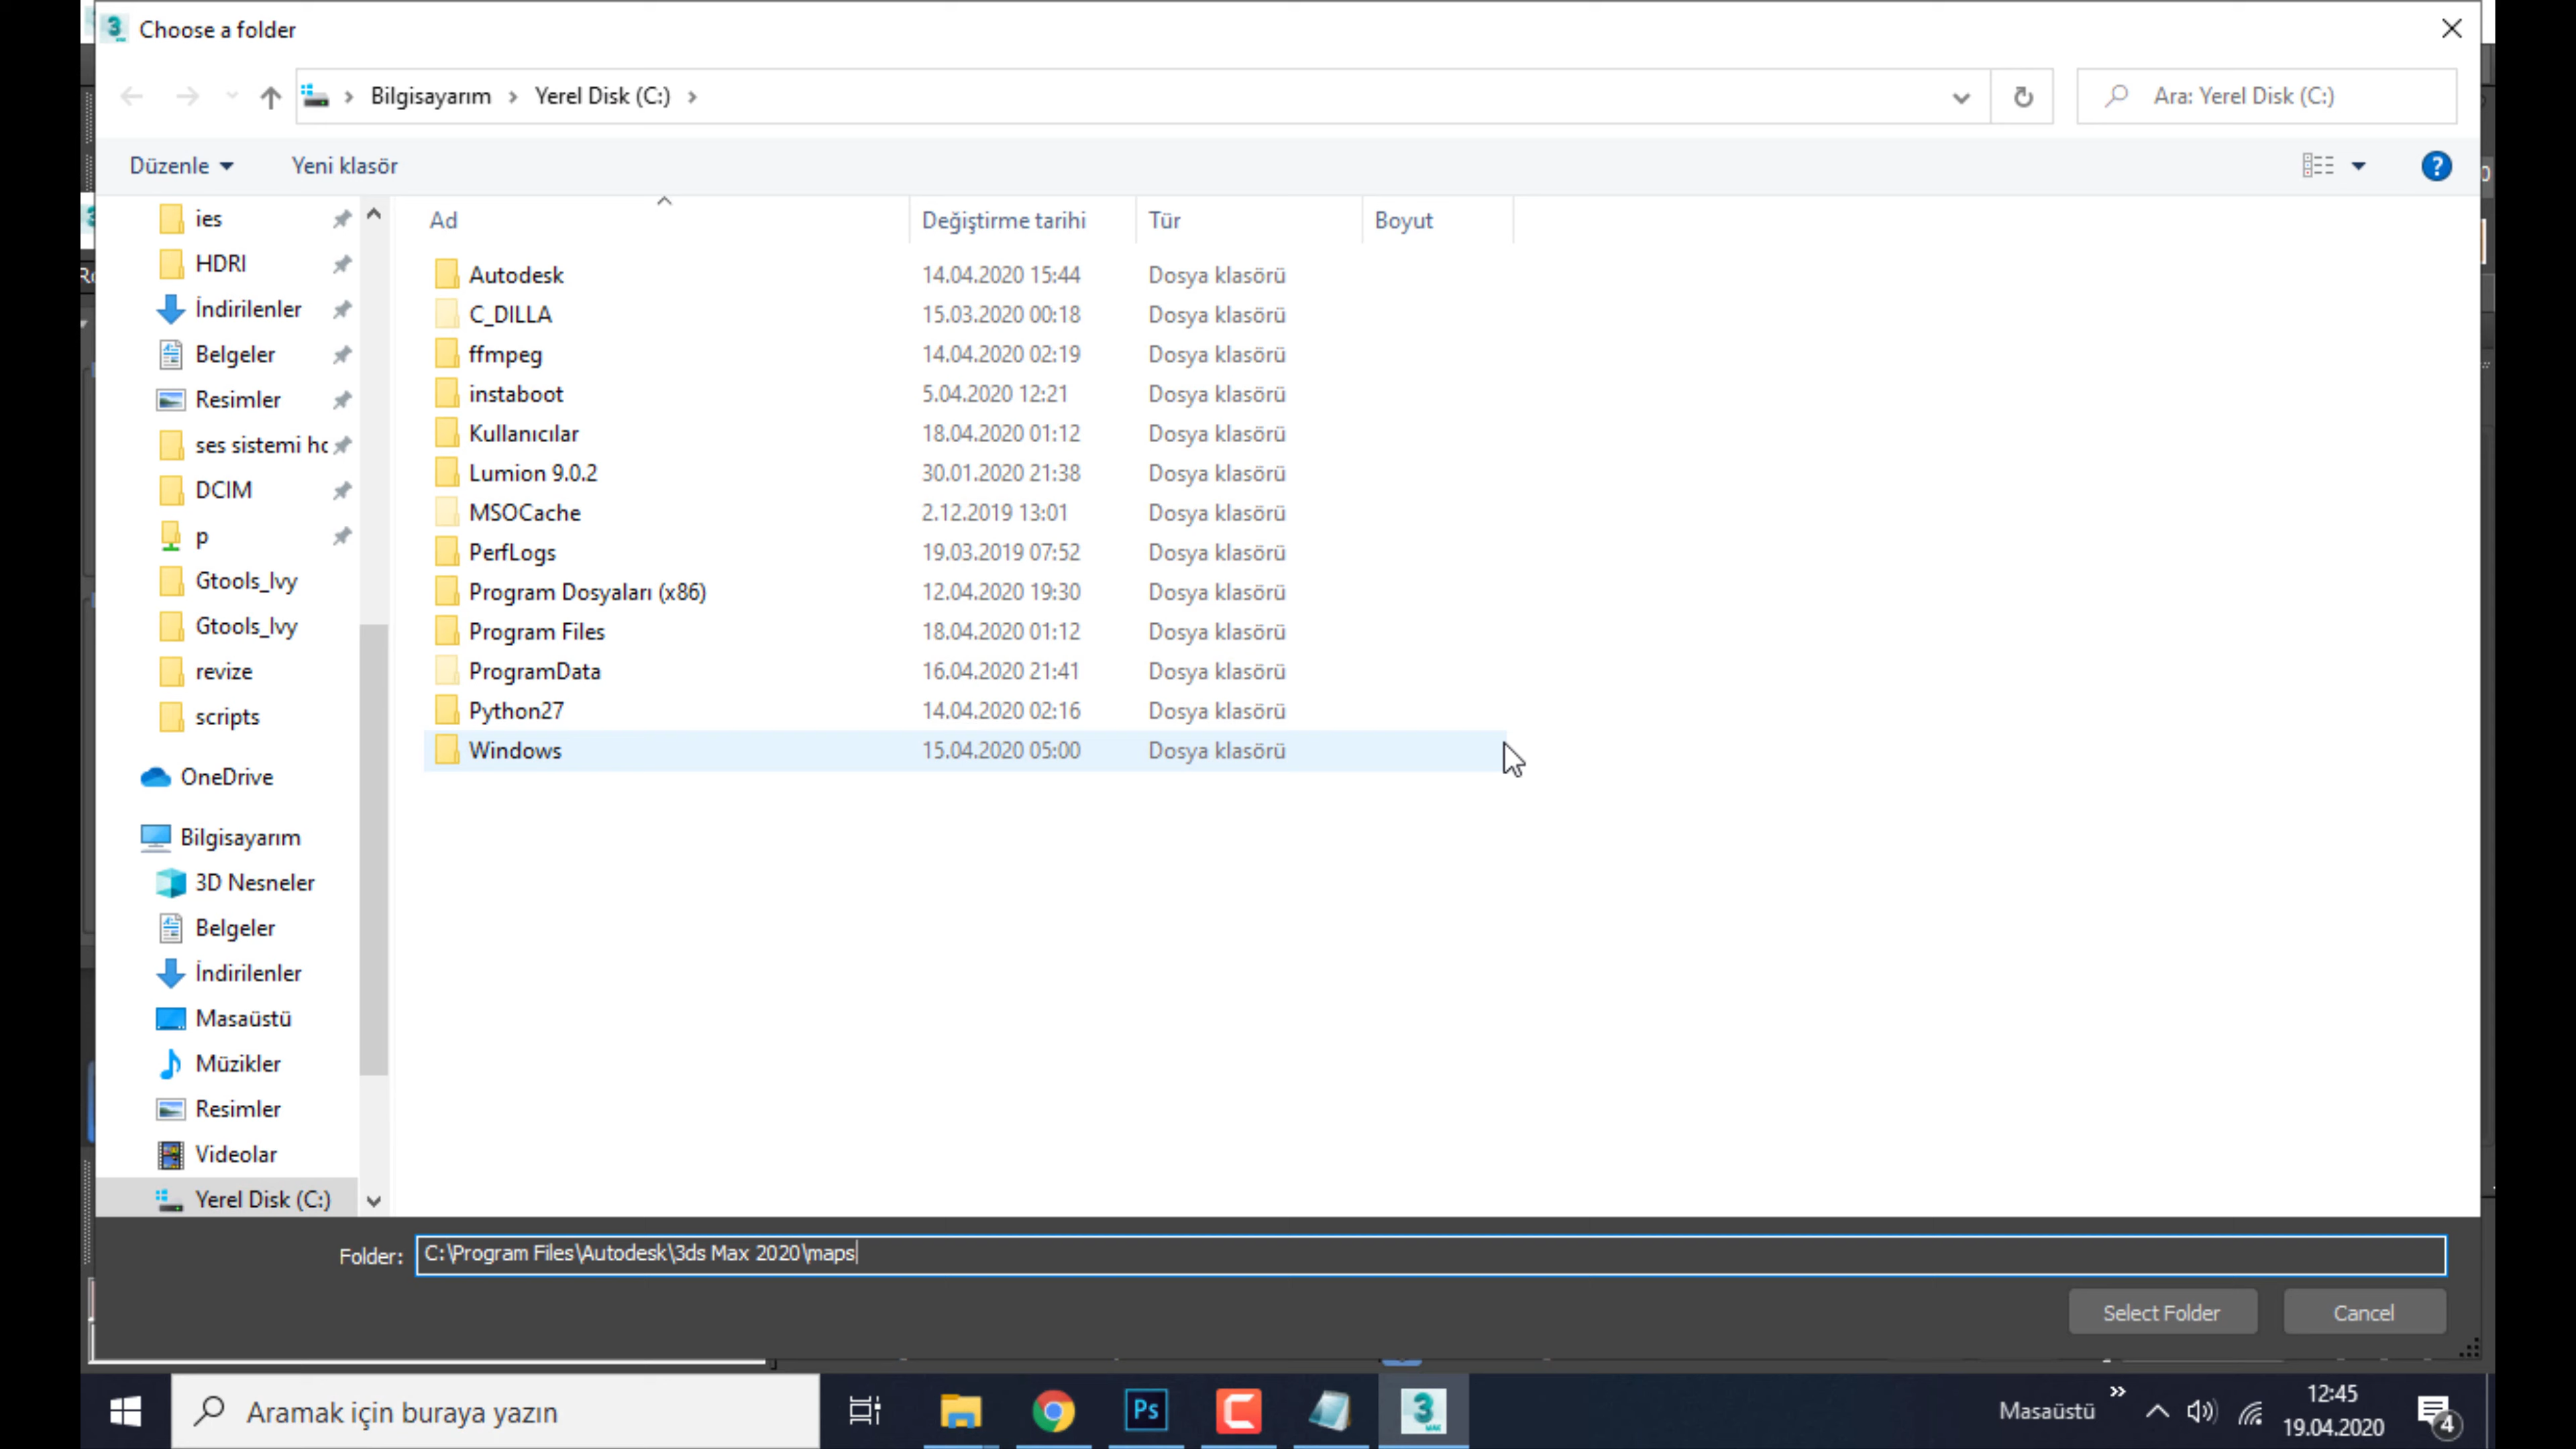 Choose a folder
Bilgisayarım > Yerel Disk (C:) >
Ara: Yerel Disk (C:)
Düzenle
Yeni klasör
ies
HDRI
İndirilenler
Belgeler
Resimler
ses sistemi hc
DCIM
p
Gtools_Ivy
Gtools_Ivy
revize
scripts
OneDrive
Bilgisayarım
3D Nesneler
Belgeler
İndirilenler
Masaüstü
Müzikler
Resimler
Videolar
Yerel Disk (C:)
Ad Değiştirme tarihi Tür Boyut
Autodesk 14.04.2020 15:44 Dosya klasörü
C_DILLA 15.03.2020 00:18 Dosya klasörü
ffmpeg 14.04.2020 02:19 Dosya klasörü
instaboot 5.04.2020 12:21 Dosya klasörü
Kullanıcılar 18.04.2020 01:12 Dosya klasörü
Lumion 9.0.2 30.01.2020 21:38 Dosya klasörü
MSOCache 2.12.2019 13:01 Dosya klasörü
PerfLogs 19.03.2019 07:52 Dosya klasörü
Program Dosyaları (x86) 12.04.2020 19:30 Dosya klasörü
Program Files 18.04.2020 01:12 Dosya klasörü
ProgramData 16.04.2020 21:41 Dosya klasörü
Python27 14.04.2020 02:16 Dosya klasörü
Windows 15.04.2020 05:00 Dosya klasörü
Folder: C:\Program Files\Autodesk\3ds Max 2020\maps
Select Folder
Cancel
Aramak için buraya yazın
Ps
3
Masaüstü
12:45
19.04.2020
4